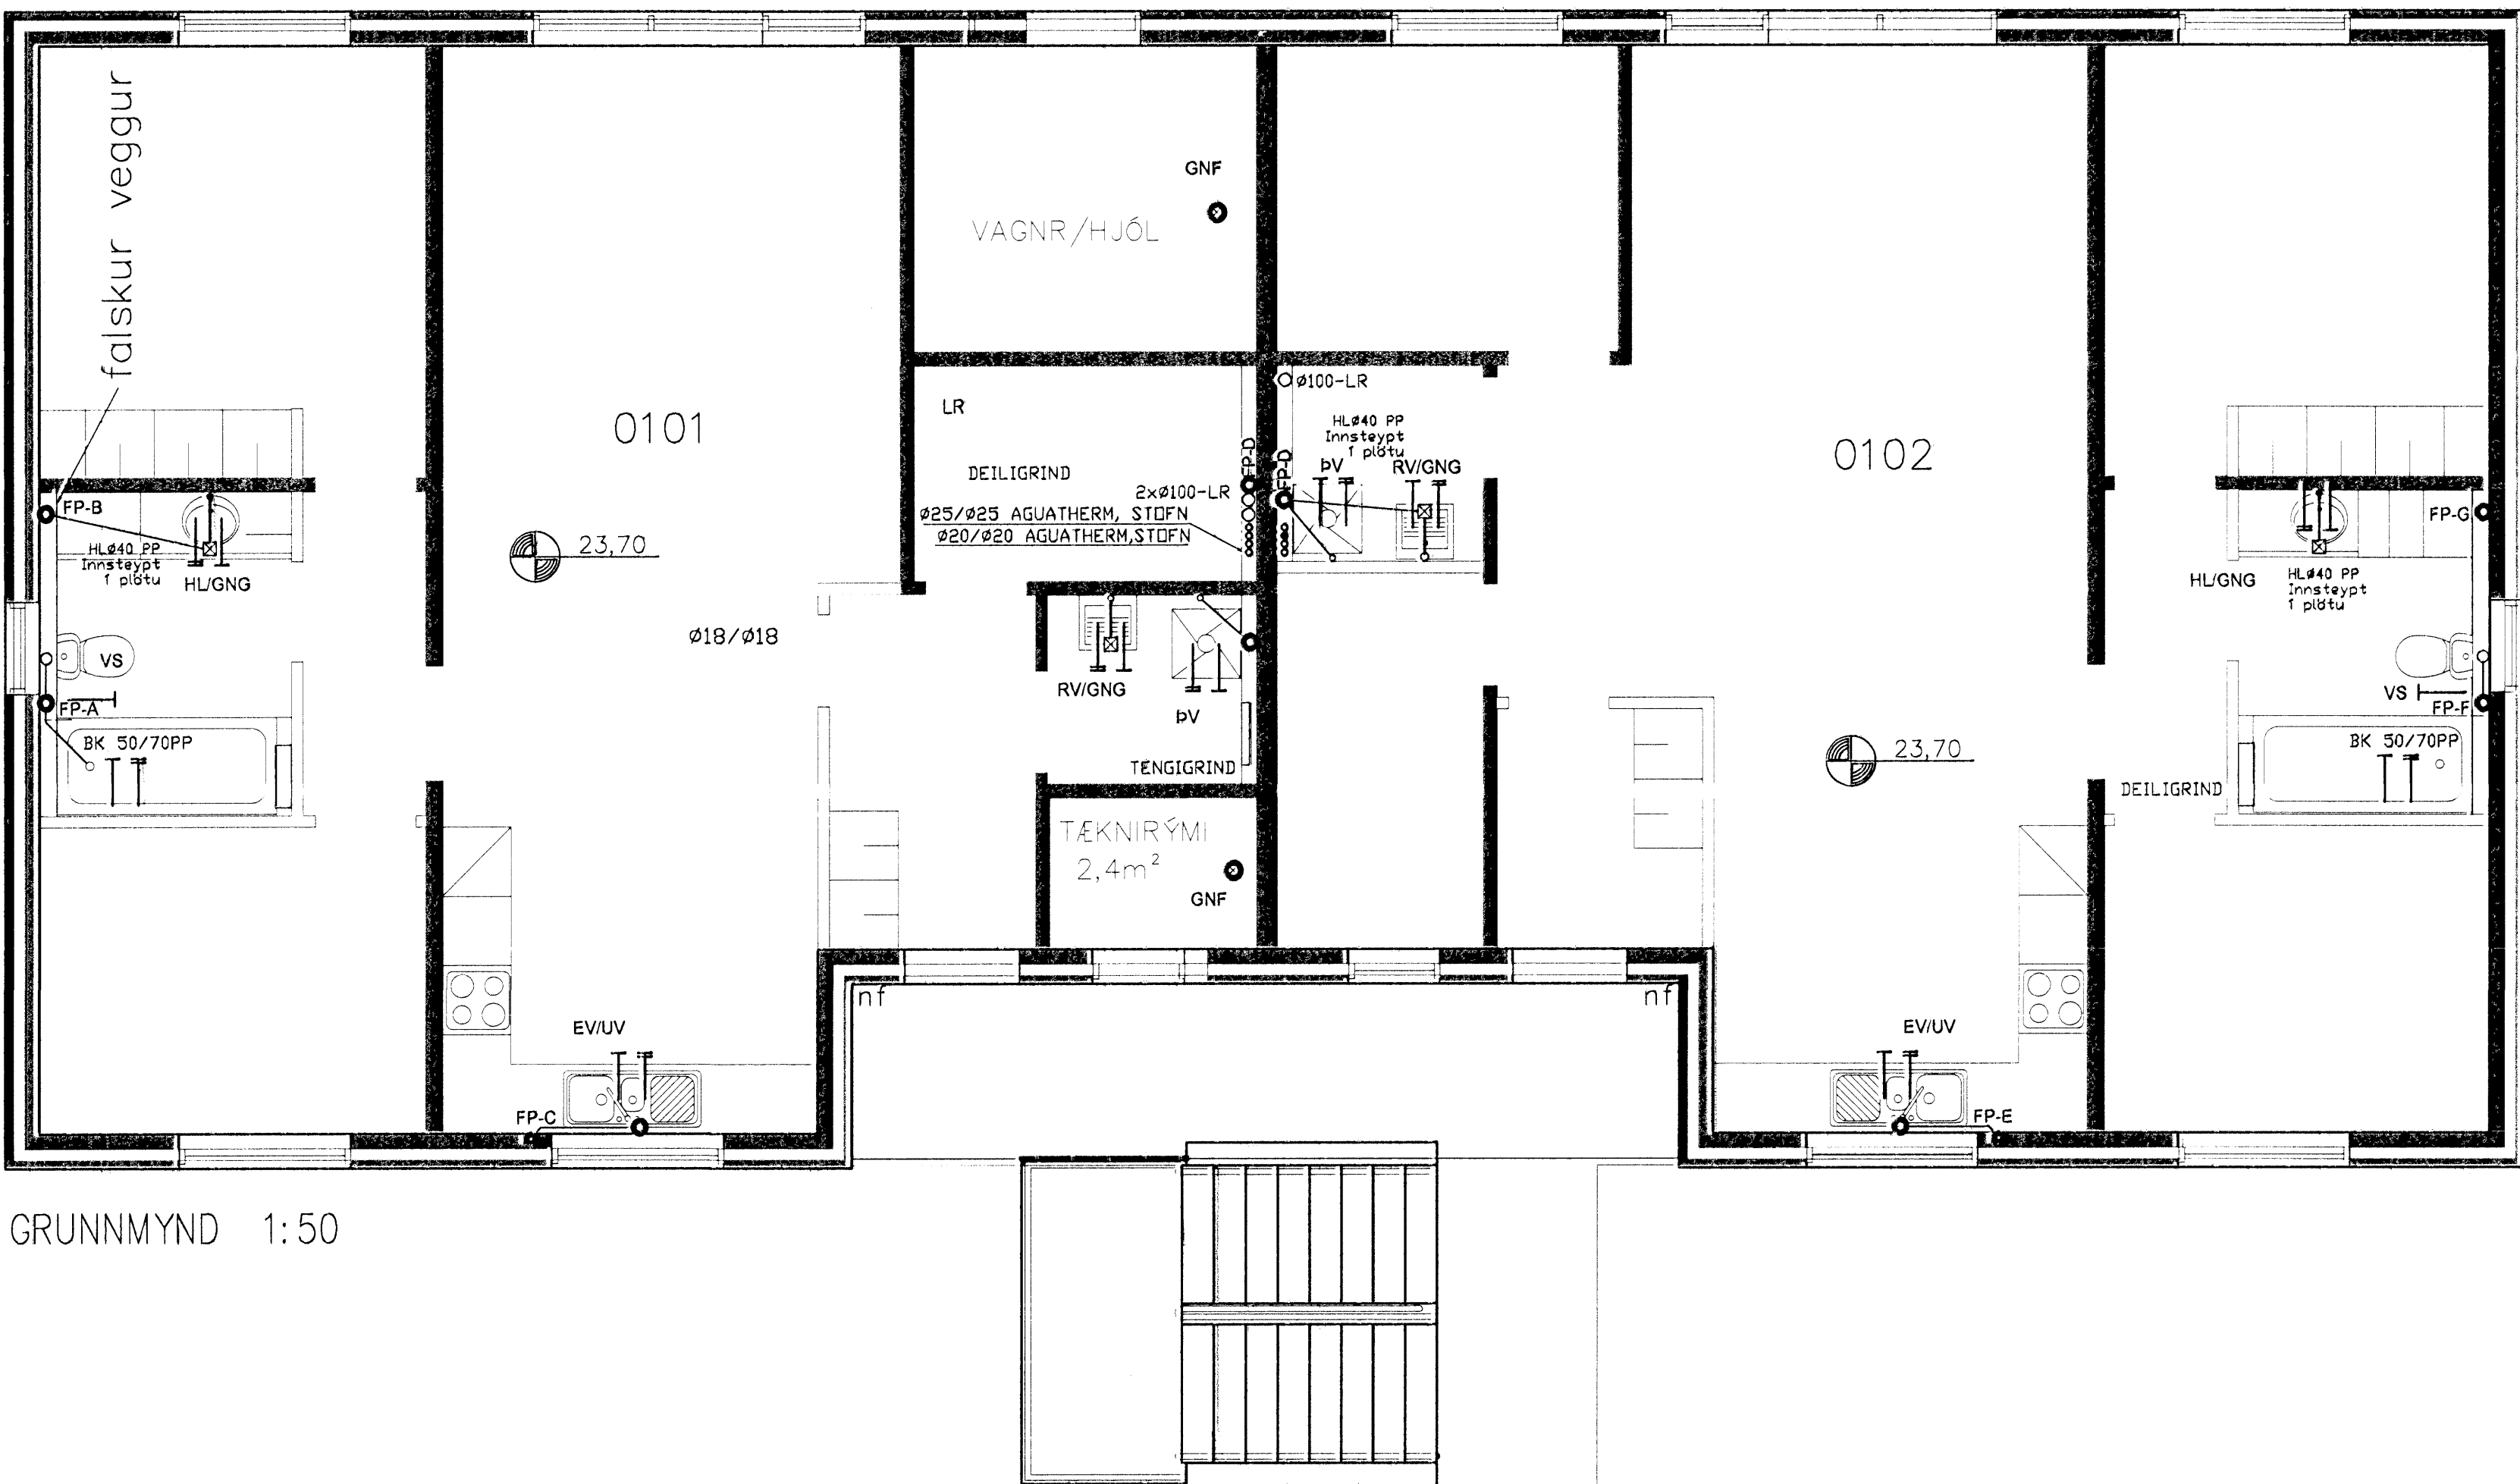 falskur veggur
GNF
VAGNR/HJÓL
Ø100-LR
LR
0101
HLØ40 PP
Innsteypt
í plötu
ÞV
RV/GNG
0102
FP-D
FP-D
DEILIGRIND
2xØ100-LR
Ø25/Ø25 AGUATHERM, STOFN
Ø20/Ø20 AGUATHERM,STOFN
FP-B
23,70
HLØ40 PP
Innsteypt
í plötu
HL/GNG
FP-G
HL/GNG
HLØ40 PP
Innsteypt
í plötu
Ø18/Ø18
VS
FP-A
BK 50/70PP
RV/GNG
ÞV
TENGIGRIND
VS
FP-F
BK 50/70PP
23,70
DEILIGRIND
TÆKNIRÝMI
2,4m²
GNF
nf
nf
EV/UV
EV/UV
FP-C
FP-E
GRUNNMYND 1:50